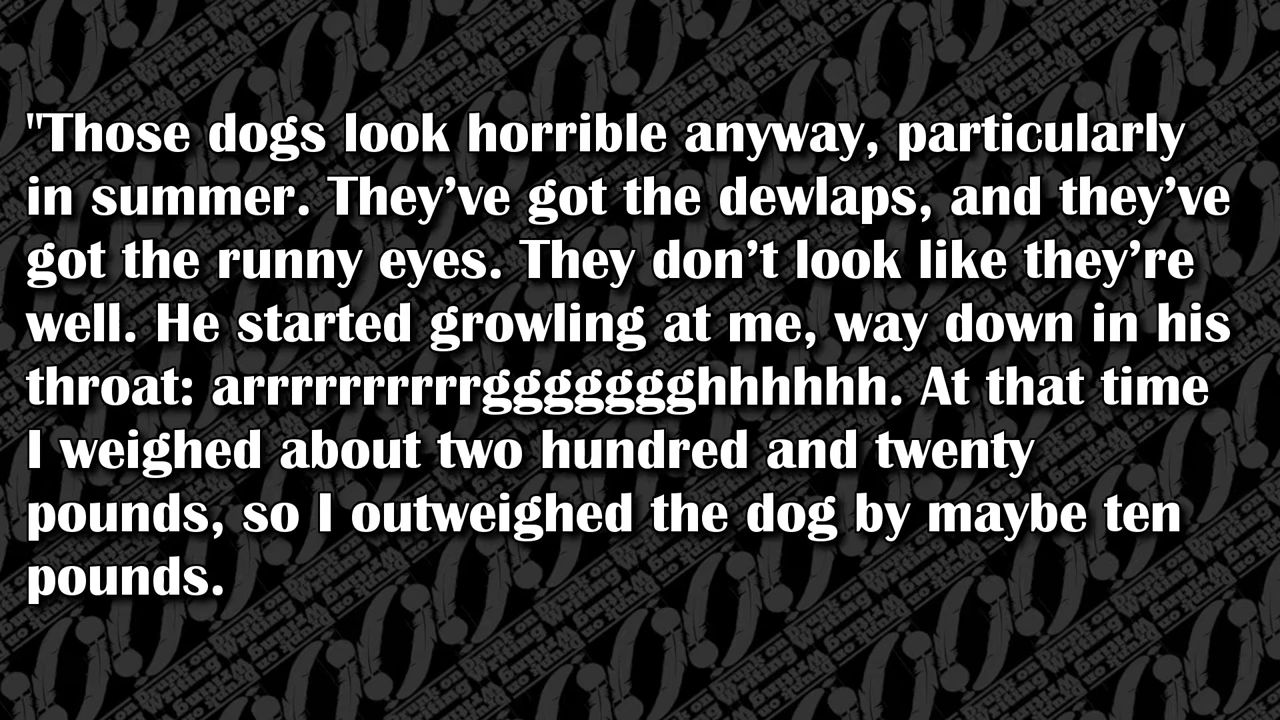 "Those dogs look horrible anyway, particularly
in summer. They’ve got the dewlaps, and they’ve
got the runny eyes. They don’t look like they’re
well. He started growling at me, way down in his
throat: arrrrrrrrrrgggggggghhhhhh. At that time
I weighed about two hundred and twenty
pounds, so I outweighed the dog by maybe ten
pounds.